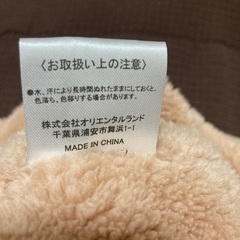 〈お取扱い上の注意〉
●水、汗により長時間ぬれたままにしておくと、
色落ち、色移りする場合があります。
株式会社オリエンタルランド
千葉県浦安市舞浜1-1
MADE IN CHINA